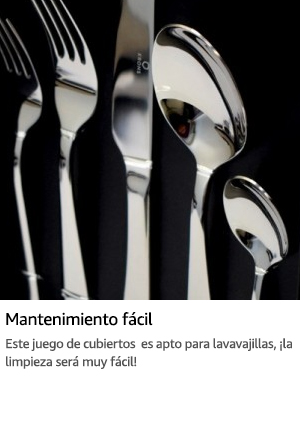 Mantenimiento fácil
Este juego de cubiertos  es apto para lavavajillas, ¡la
limpieza será muy fácil!